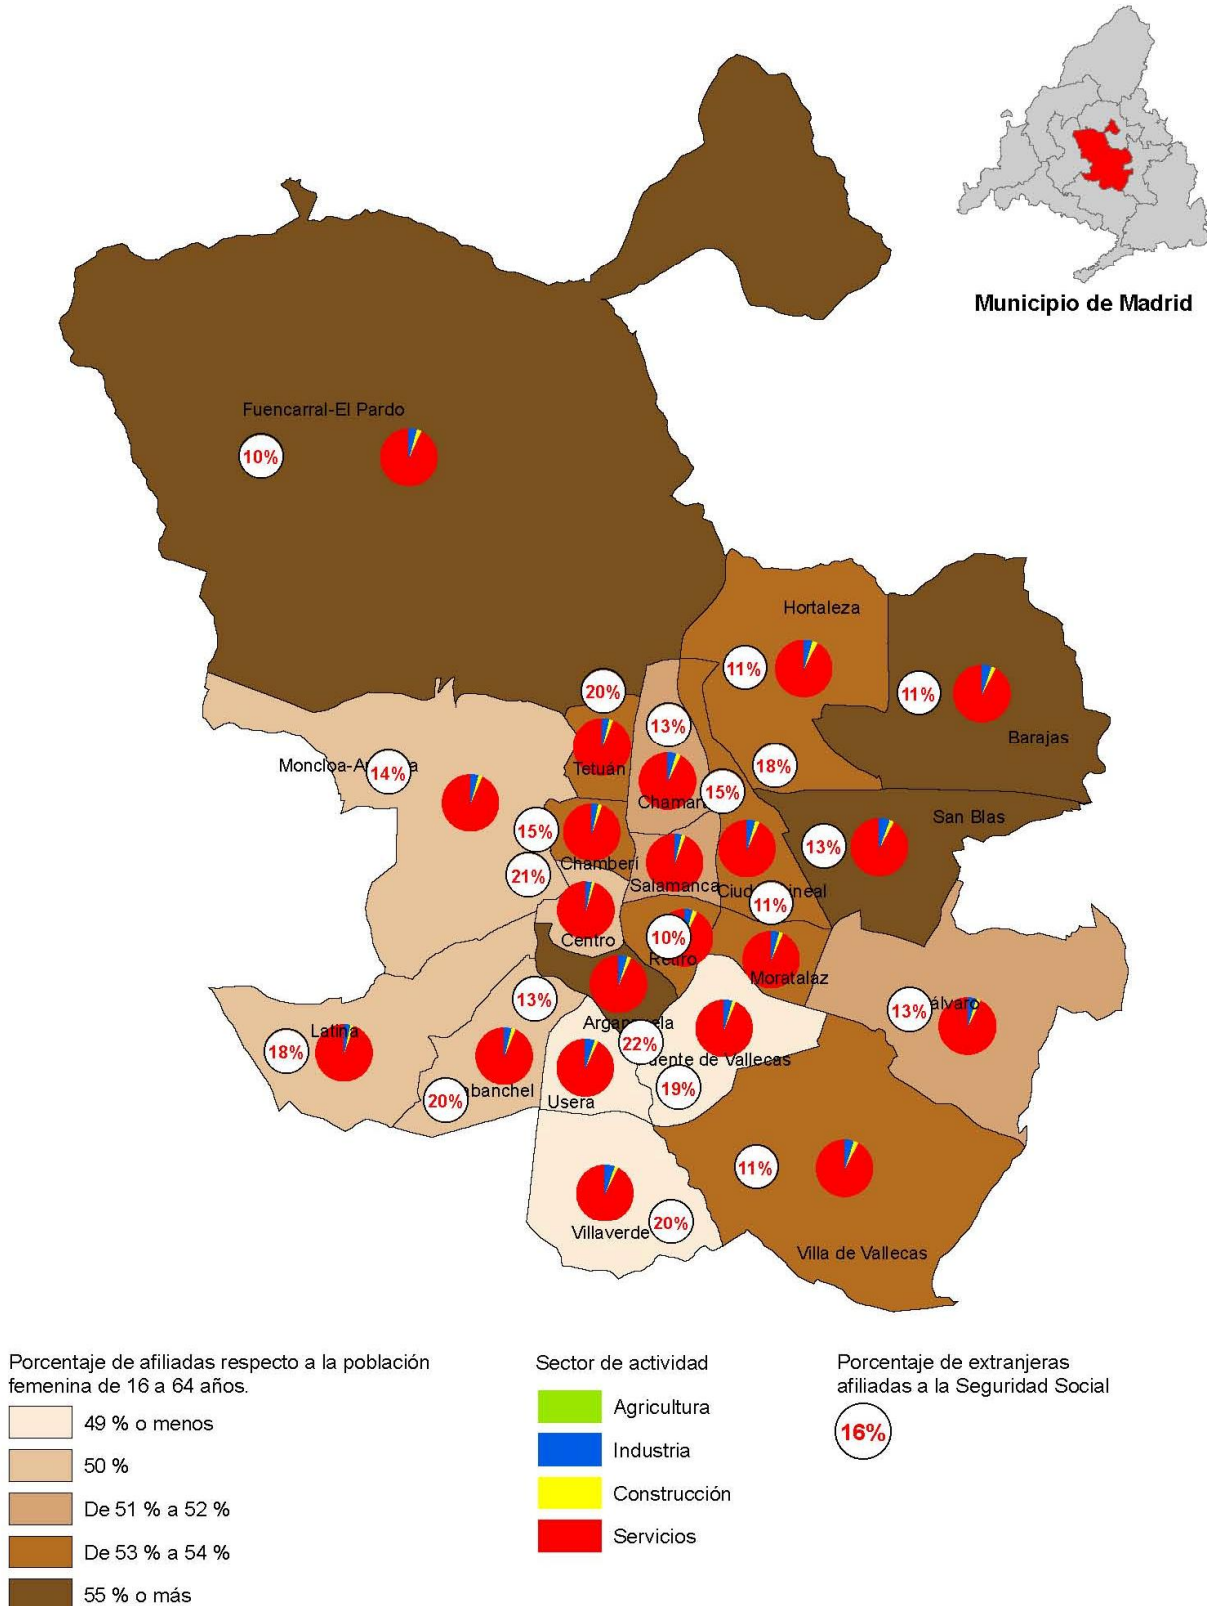 Municipio de Madrid
Fuencarral-El Pardo
10%
Hortaleza
11%
11%
Barajas
20%
13%
Tetuán
18%
14%
15%
San Blas
15%
Chamberí
13%
Salamanca
21%
11%
Centro
10%
Moratalaz
13%
13%
Latina
18%
22%
de Vallecas
19%
20%
Usera
11%
Villaverde
20%
Villa de Vallecas
Porcentaje de afiliadas respecto a la población
femenina de 16 a 64 años.
49 % o menos
50 %
De 51 % a 52 %
De 53 % a 54 %
55 % o más
Sector de actividad
Agricultura
Industria
Construcción
Servicios
Porcentaje de extranjeras
afiliadas a la Seguridad Social
16%